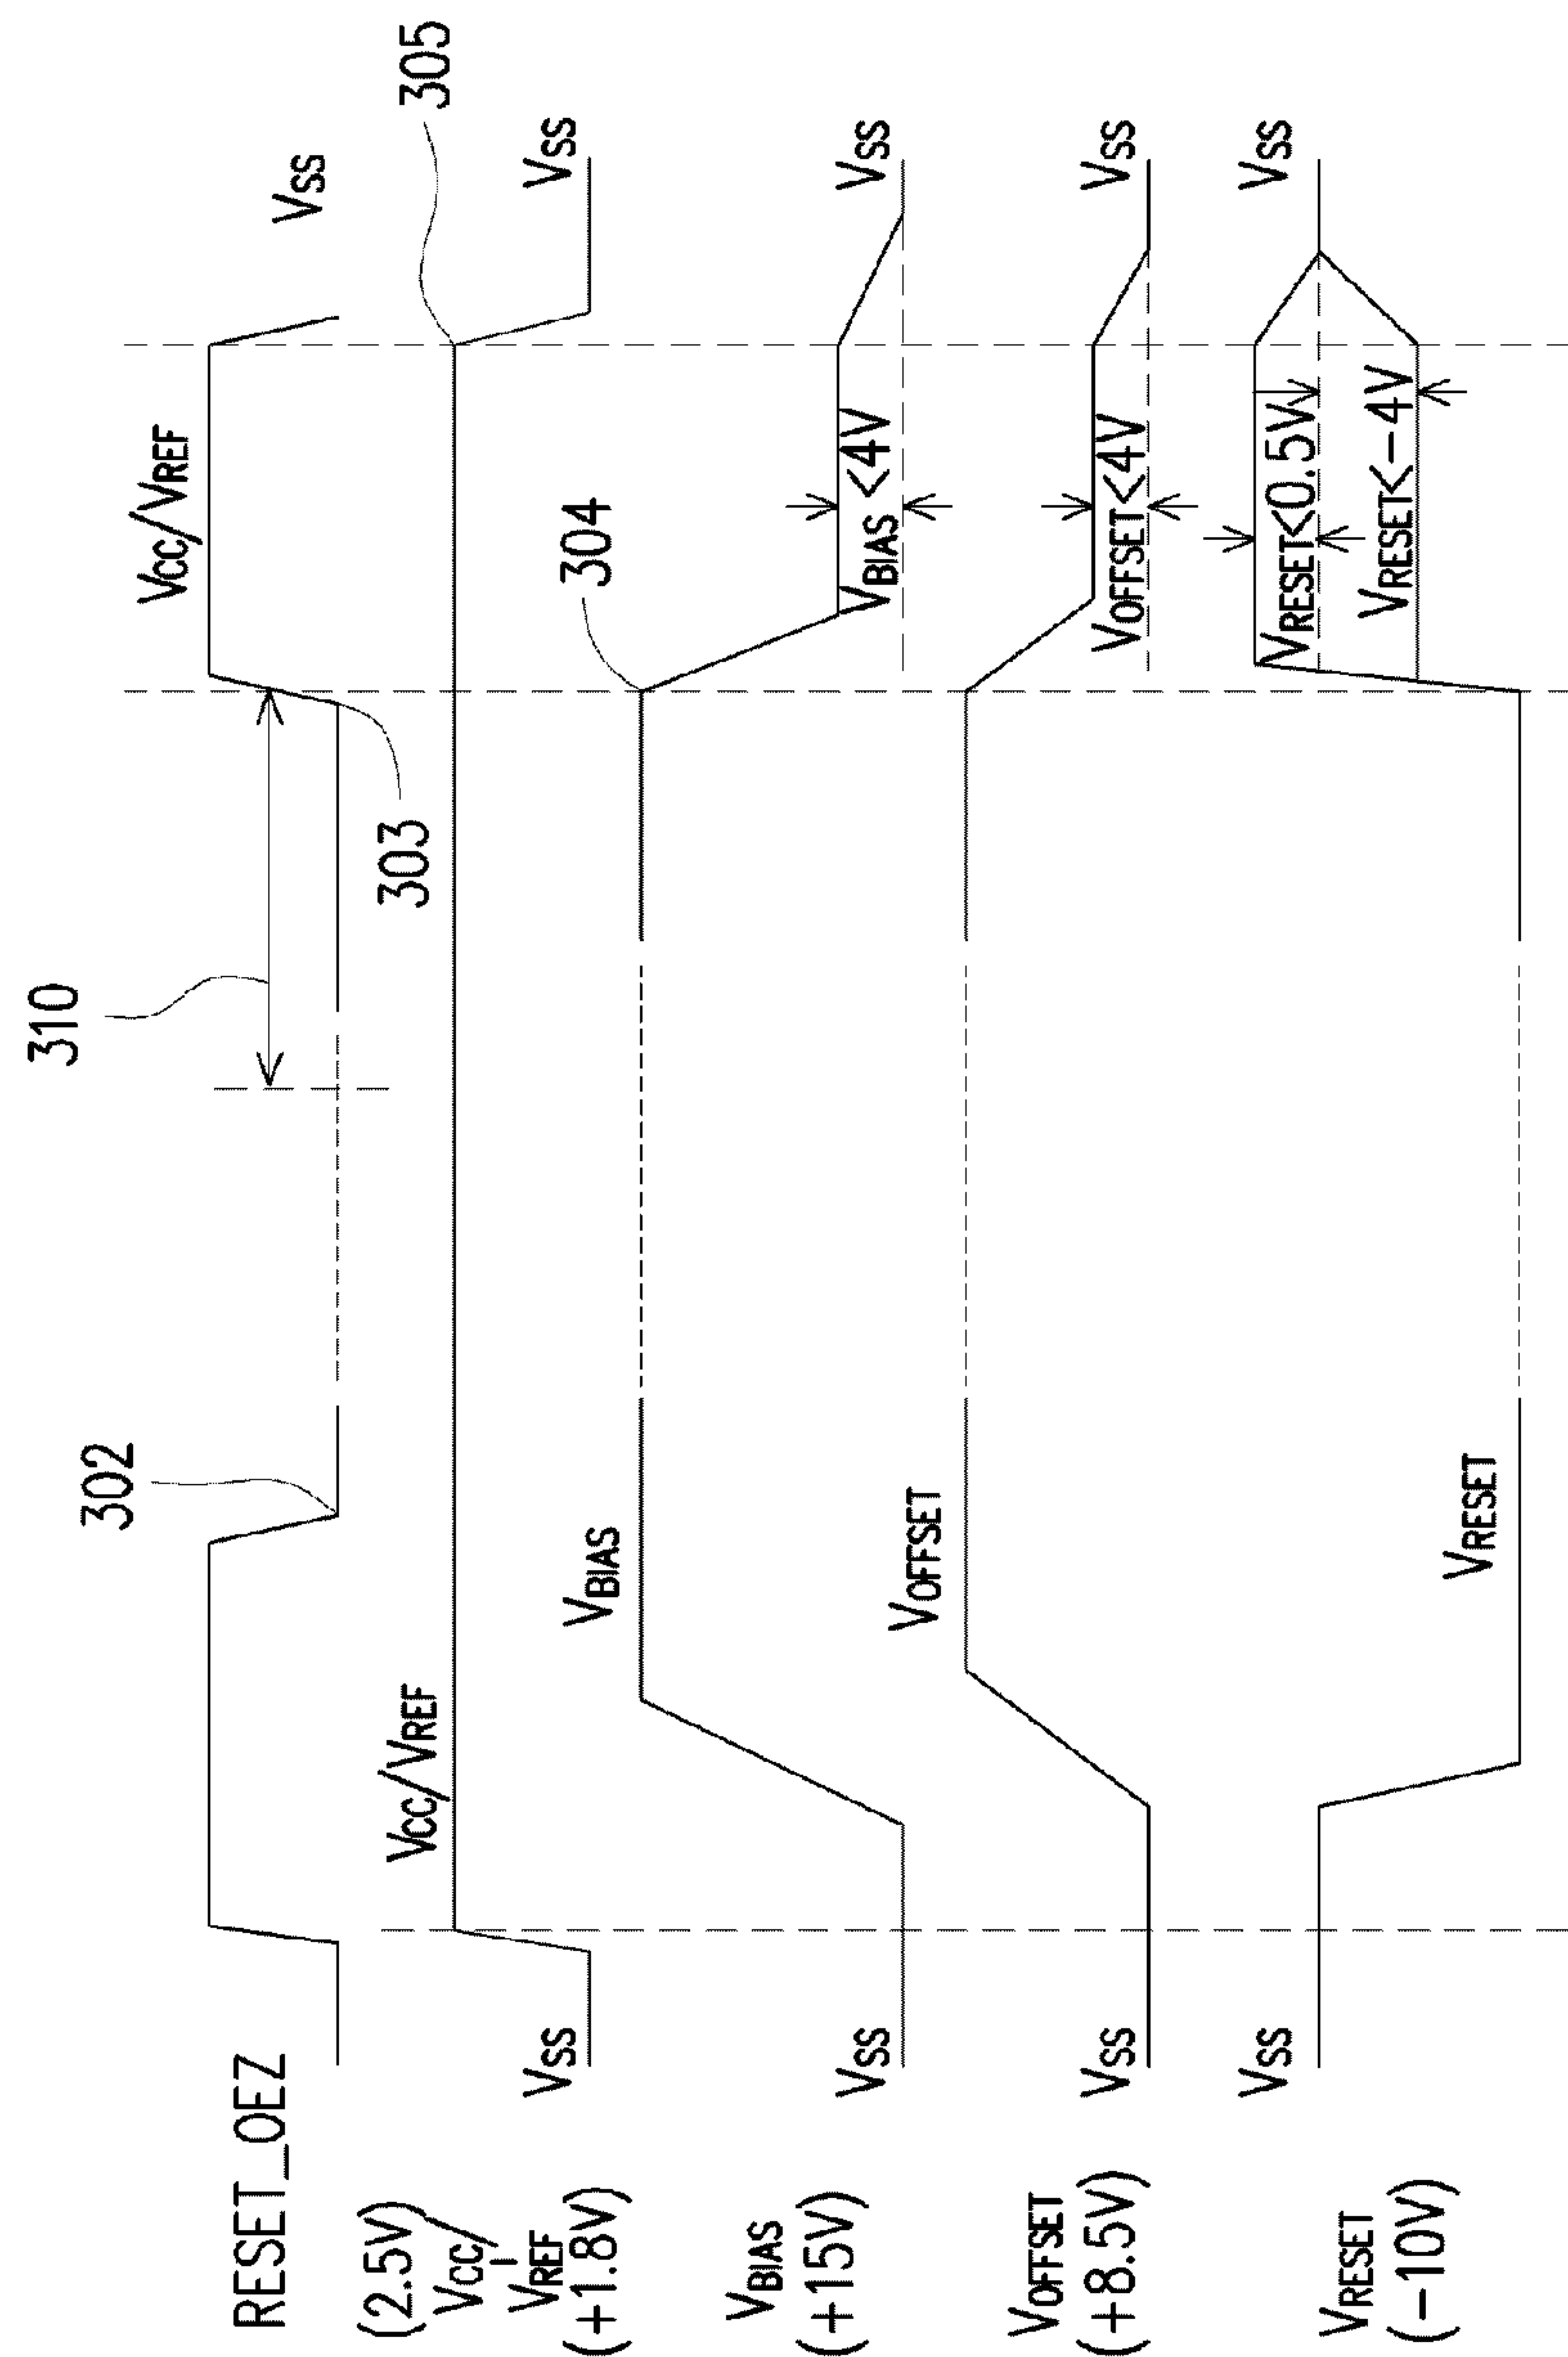 RESET_OEZ
VCC/VREF
VSS
302
310
303
305
(2.5V)
VCC/
VREF
(+1.8V)
VSS
VCC/VREF
VSS
304
VBIAS
(+15V)
VSS
VBIAS
VBIAS <4V
VSS
VOFFSET
(+8.5V)
VSS
VOFFSET
VOFFSET<4V
VSS
VRESET
(-10V)
VSS
VRESET
VRESET<0.5V
VRESET<-4V
VSS